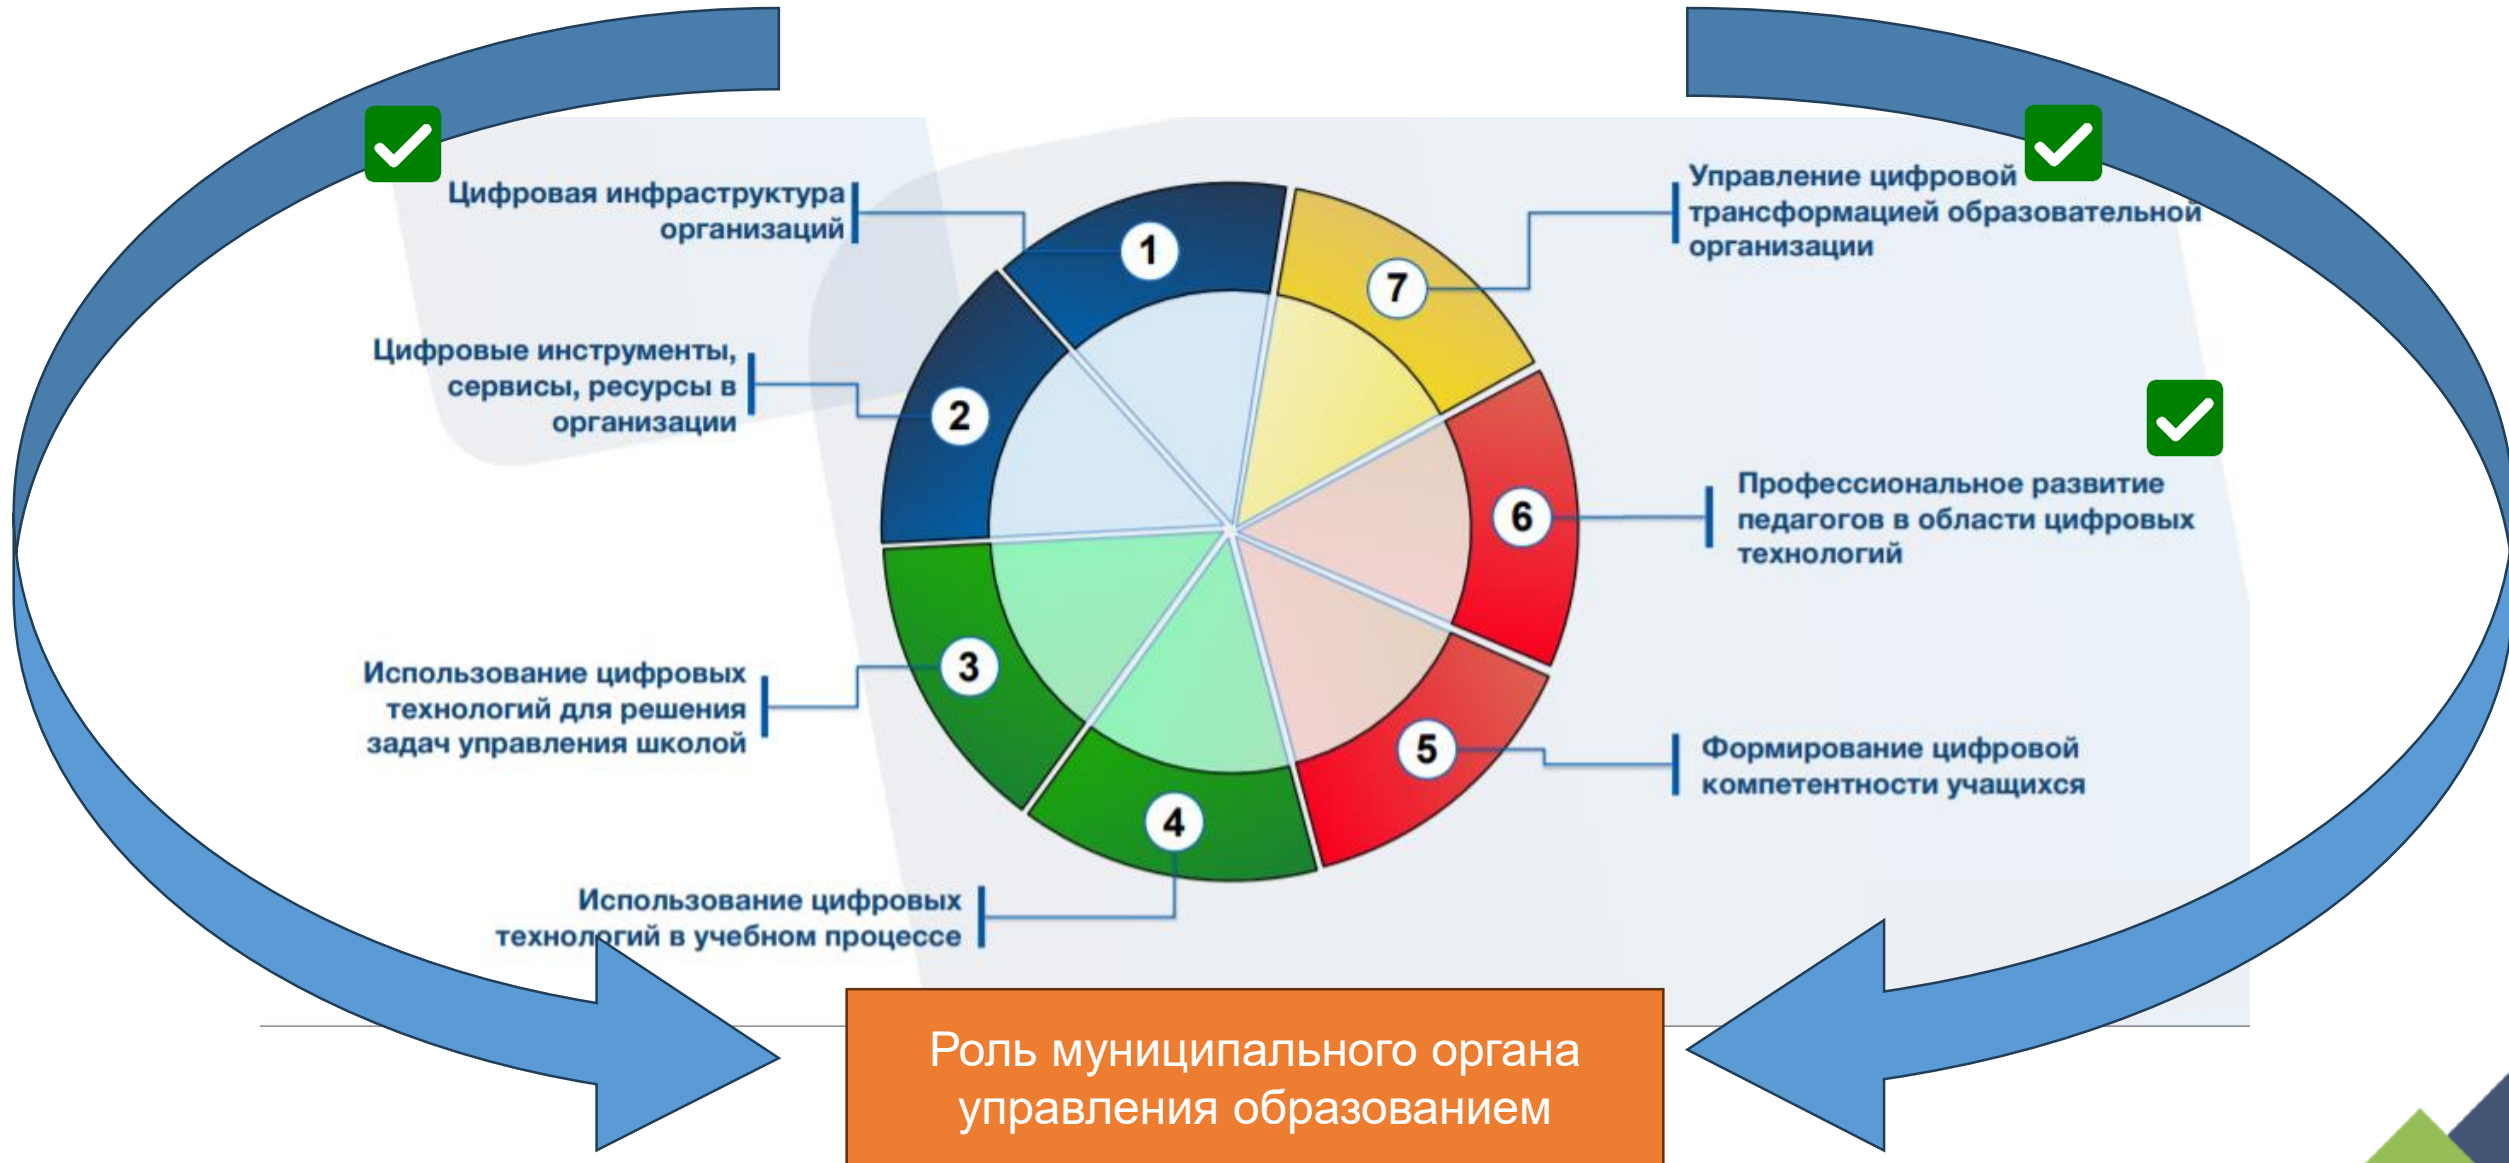 Цифровая инфраструктура
организаций
1
Цифровые инструменты,
сервисы, ресурсы в
организации
2
Использование цифровых
технологий для решения
задач управления школой
3
Использование цифровых
технологий в учебном процессе
4
Управление цифровой
трансформацией образовательной
организации
7
Профессиональное развитие
педагогов в области цифровых
технологий
6
Формирование цифровой
компетентности учащихся
5
Роль муниципального органа
управления образованием